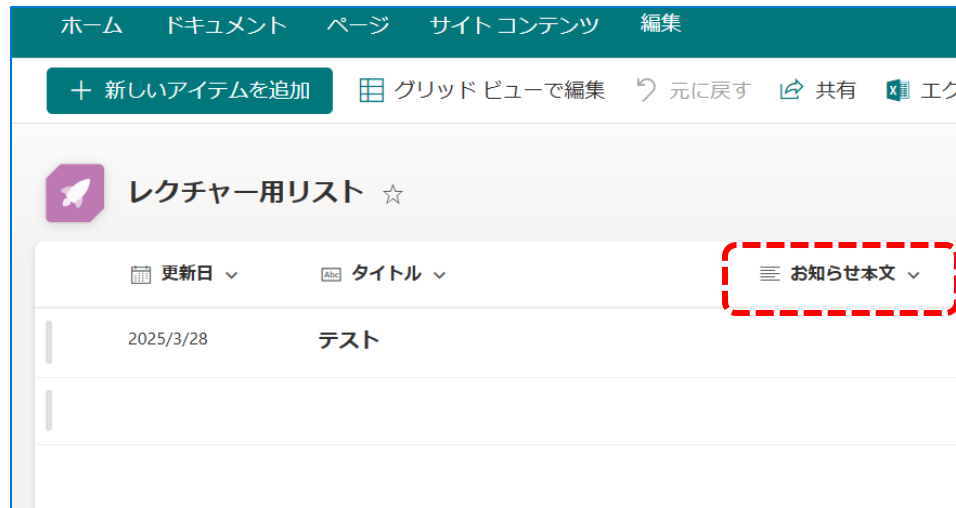 ホーム ドキュメント ページ サイト コンテンツ 編集
新しいアイテムを追加 グリッド ビューで編集 元に戻す 共有 エク
レクチャー用リスト
更新日 Abc タイトル お知らせ本文
2025/3/28 テスト